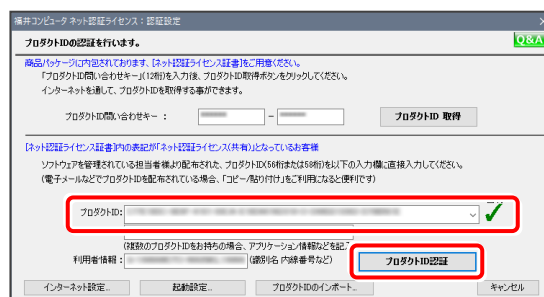 福井コンピュータ ネット認証ライセンス：認証設定
プロダクトIDの認証を行います。
Q&A
商品パッケージに内包されております、[ネット認証ライセンス証書]をご用意ください。
「プロダクトID問い合わせキー」(12桁)を入力後、プロダクトID取得ボタンをクリックしてください。
インターネットを通して、プロダクトIDを取得する事ができます。
プロダクトID問い合わせキー：
-
プロダクトID 取得
[ネット認証ライセンス証書]内の表記が「ネット認証ライセンス(共有)」となっているお客様
ソフトウェアを管理されている担当者様より配布された、プロダクトID(56桁または58桁)を以下の入力欄に直接入力してください。
(電子メールなどでプロダクトIDを配布されている場合、「コピー/貼り付け」をご利用になると便利です)
プロダクトID：
(複数のプロダクトIDをお持ちの場合、アプリケーション情報などを記
利用者情報：
(識別名 内線番号など)
プロダクトID認証
インターネット設定...
起動設定...
プロダクトIDのインポート...
キャンセル